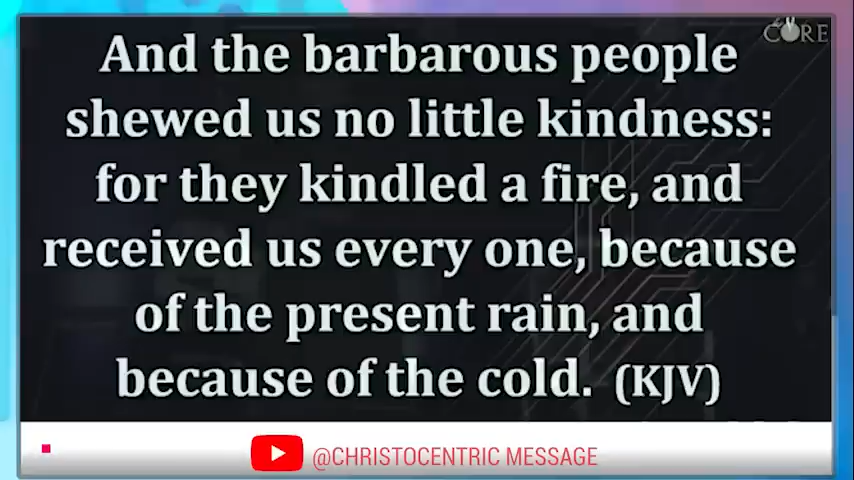 CORE
And the barbarous people
shewed us no little kindness:
for they kindled a fire, and
received us every one, because
of the present rain, and
because of the cold. (KJV)
@CHRISTOCENTRIC MESSAGE